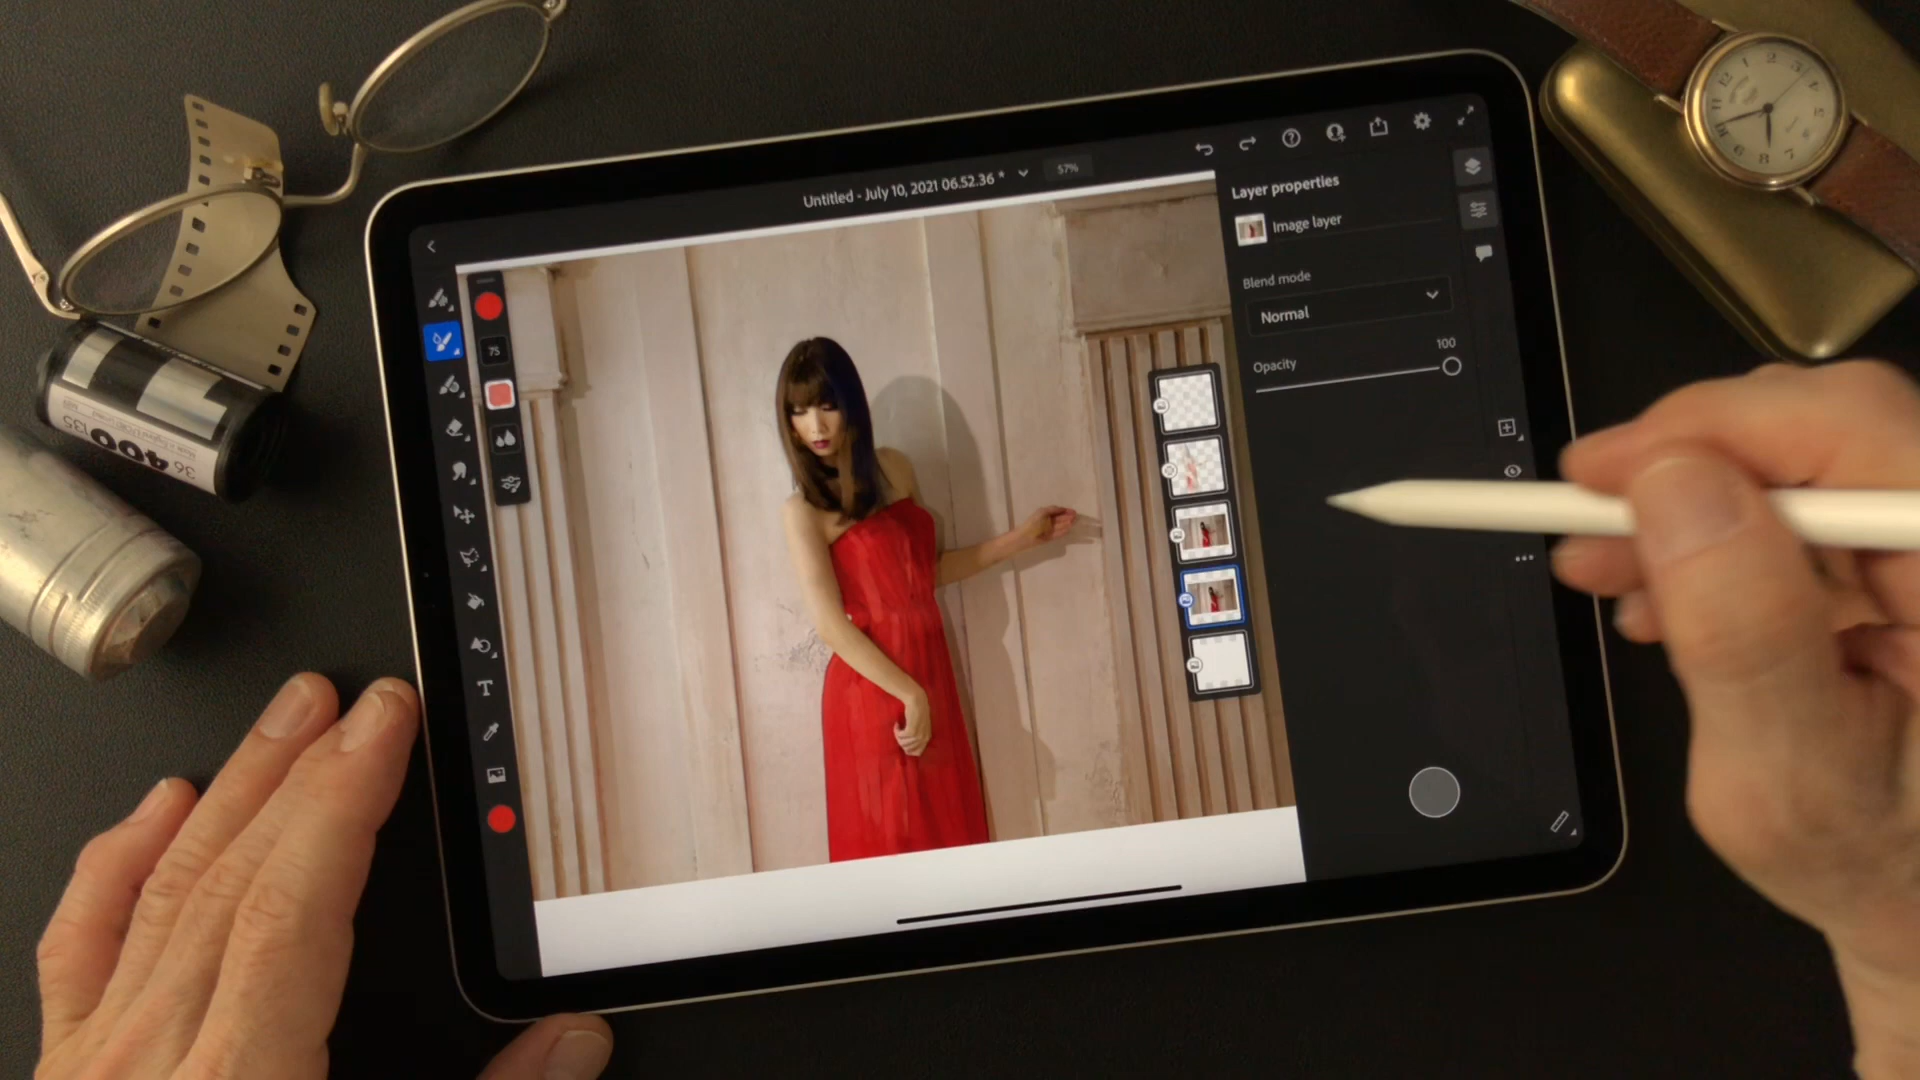 Untitled - July 10, 2021 06.52.36 *
57%
Layer properties
Image layer
Blend mode
Normal
Opacity
100
75
T
400
36
135